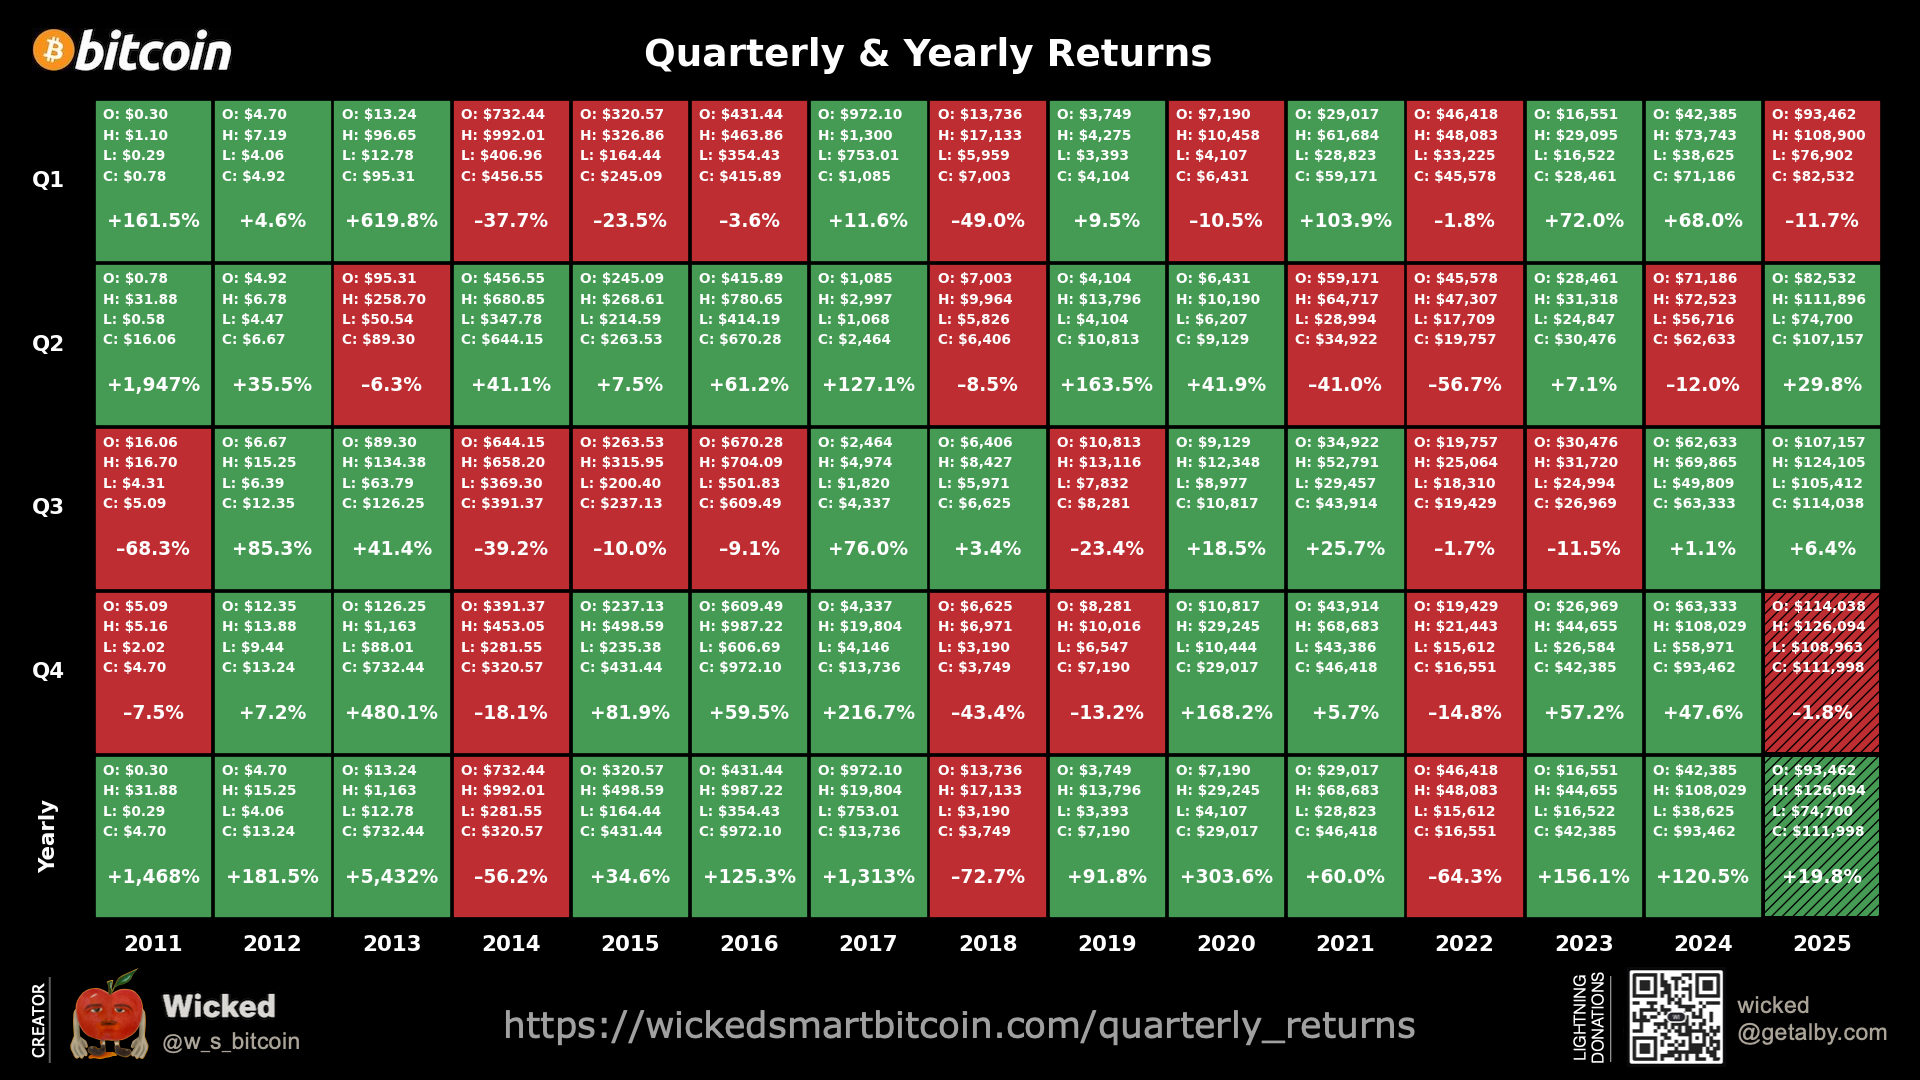 bitcoin
Quarterly & Yearly Returns
Q1
O: $0.30
H: $1.10
L: $0.29
C: $0.78
+161.5%
O: $4.70
H: $7.19
L: $4.06
C: $4.92
+4.6%
O: $13.24
H: $96.65
L: $12.78
C: $95.31
+619.8%
O: $732.44
H: $992.01
L: $406.96
C: $456.55
–37.7%
O: $320.57
H: $326.86
L: $164.44
C: $245.09
–23.5%
O: $431.44
H: $463.86
L: $354.43
C: $415.89
–3.6%
O: $972.10
H: $1,300
L: $753.01
C: $1,085
+11.6%
O: $13,736
H: $17,133
L: $5,959
C: $7,003
–49.0%
O: $3,749
H: $4,275
L: $3,393
C: $4,104
+9.5%
O: $7,190
H: $10,458
L: $4,107
C: $6,431
–10.5%
O: $29,017
H: $61,684
L: $28,823
C: $59,171
+103.9%
O: $46,418
H: $48,083
L: $33,225
C: $45,578
–1.8%
O: $16,551
H: $29,095
L: $16,522
C: $28,461
+72.0%
O: $42,385
H: $73,743
L: $38,625
C: $71,186
+68.0%
O: $93,462
H: $108,900
L: $76,902
C: $82,532
–11.7%
Q2
O: $0.78
H: $31.88
L: $0.58
C: $16.06
+1,947%
O: $4.92
H: $6.78
L: $4.47
C: $6.67
+35.5%
O: $95.31
H: $258.70
L: $50.54
C: $89.30
–6.3%
O: $456.55
H: $680.85
L: $347.78
C: $644.15
+41.1%
O: $245.09
H: $268.61
L: $214.59
C: $263.53
+7.5%
O: $415.89
H: $780.65
L: $414.19
C: $670.28
+61.2%
O: $1,085
H: $2,997
L: $1,068
C: $2,464
+127.1%
O: $7,003
H: $9,964
L: $5,826
C: $6,406
–8.5%
O: $4,104
H: $13,796
L: $4,104
C: $10,813
+163.5%
O: $6,431
H: $10,190
L: $6,207
C: $9,129
+41.9%
O: $59,171
H: $64,717
L: $28,994
C: $34,922
–41.0%
O: $45,578
H: $47,307
L: $17,709
C: $19,757
–56.7%
O: $28,461
H: $31,318
L: $24,847
C: $30,476
+7.1%
O: $71,186
H: $72,523
L: $56,716
C: $62,633
–12.0%
O: $82,532
H: $111,896
L: $74,700
C: $107,157
+29.8%
Q3
O: $16.06
H: $16.70
L: $4.31
C: $5.09
–68.3%
O: $6.67
H: $15.25
L: $6.39
C: $12.35
+85.3%
O: $89.30
H: $134.38
L: $63.79
C: $126.25
+41.4%
O: $644.15
H: $658.20
L: $369.30
C: $391.37
–39.2%
O: $263.53
H: $315.95
L: $200.40
C: $237.13
–10.0%
O: $670.28
H: $704.09
L: $501.83
C: $609.49
–9.1%
O: $2,464
H: $4,974
L: $1,820
C: $4,337
+76.0%
O: $6,406
H: $8,427
L: $5,971
C: $6,625
+3.4%
O: $10,813
H: $13,116
L: $7,832
C: $8,281
–23.4%
O: $9,129
H: $12,348
L: $8,977
C: $10,817
+18.5%
O: $34,922
H: $52,791
L: $29,457
C: $43,914
+25.7%
O: $19,757
H: $25,064
L: $18,310
C: $19,429
–1.7%
O: $30,476
H: $31,720
L: $24,994
C: $26,969
–11.5%
O: $62,633
H: $69,865
L: $49,809
C: $63,333
+1.1%
O: $107,157
H: $124,105
L: $105,412
C: $114,038
+6.4%
Q4
O: $5.09
H: $5.16
L: $2.02
C: $4.70
–7.5%
O: $12.35
H: $13.88
L: $9.44
C: $13.24
+7.2%
O: $126.25
H: $1,163
L: $88.01
C: $732.44
+480.1%
O: $391.37
H: $453.05
L: $281.55
C: $320.57
–18.1%
O: $237.13
H: $498.59
L: $235.38
C: $431.44
+81.9%
O: $609.49
H: $987.22
L: $606.69
C: $972.10
+59.5%
O: $4,337
H: $19,804
L: $4,146
C: $13,736
+216.7%
O: $6,625
H: $6,971
L: $3,190
C: $3,749
–43.4%
O: $8,281
H: $10,016
L: $6,547
C: $7,190
–13.2%
O: $10,817
H: $29,245
L: $10,444
C: $29,017
+168.2%
O: $43,914
H: $68,683
L: $43,386
C: $46,418
+5.7%
O: $19,429
H: $21,443
L: $15,612
C: $16,551
–14.8%
O: $26,969
H: $44,655
L: $26,584
C: $42,385
+57.2%
O: $63,333
H: $108,029
L: $58,971
C: $93,462
+47.6%
O: $114,038
H: $126,094
L: $108,963
C: $111,998
–1.8%
Yearly
O: $0.30
H: $31.88
L: $0.29
C: $4.70
+1,468%
O: $4.70
H: $15.25
L: $4.06
C: $13.24
+181.5%
O: $13.24
H: $1,163
L: $12.78
C: $732.44
+5,432%
O: $732.44
H: $992.01
L: $281.55
C: $320.57
–56.2%
O: $320.57
H: $498.59
L: $164.44
C: $431.44
+34.6%
O: $431.44
H: $987.22
L: $354.43
C: $972.10
+125.3%
O: $972.10
H: $19,804
L: $753.01
C: $13,736
+1,313%
O: $13,736
H: $17,133
L: $3,190
C: $3,749
–72.7%
O: $3,749
H: $13,796
L: $3,393
C: $7,190
+91.8%
O: $7,190
H: $29,245
L: $4,107
C: $29,017
+303.6%
O: $29,017
H: $68,683
L: $28,823
C: $46,418
+60.0%
O: $46,418
H: $48,083
L: $15,612
C: $16,551
–64.3%
O: $16,551
H: $44,655
L: $16,522
C: $42,385
+156.1%
O: $42,385
H: $108,029
L: $38,625
C: $93,462
+120.5%
O: $93,462
H: $126,094
L: $74,700
C: $111,998
+19.8%
2011 2012 2013 2014 2015 2016 2017 2018 2019 2020 2021 2022 2023 2024 2025
CREATOR
Wicked
@w_s_bitcoin
https://wickedsmartbitcoin.com/quarterly_returns
LIGHTNING
DONATIONS
wicked
@getalby.com